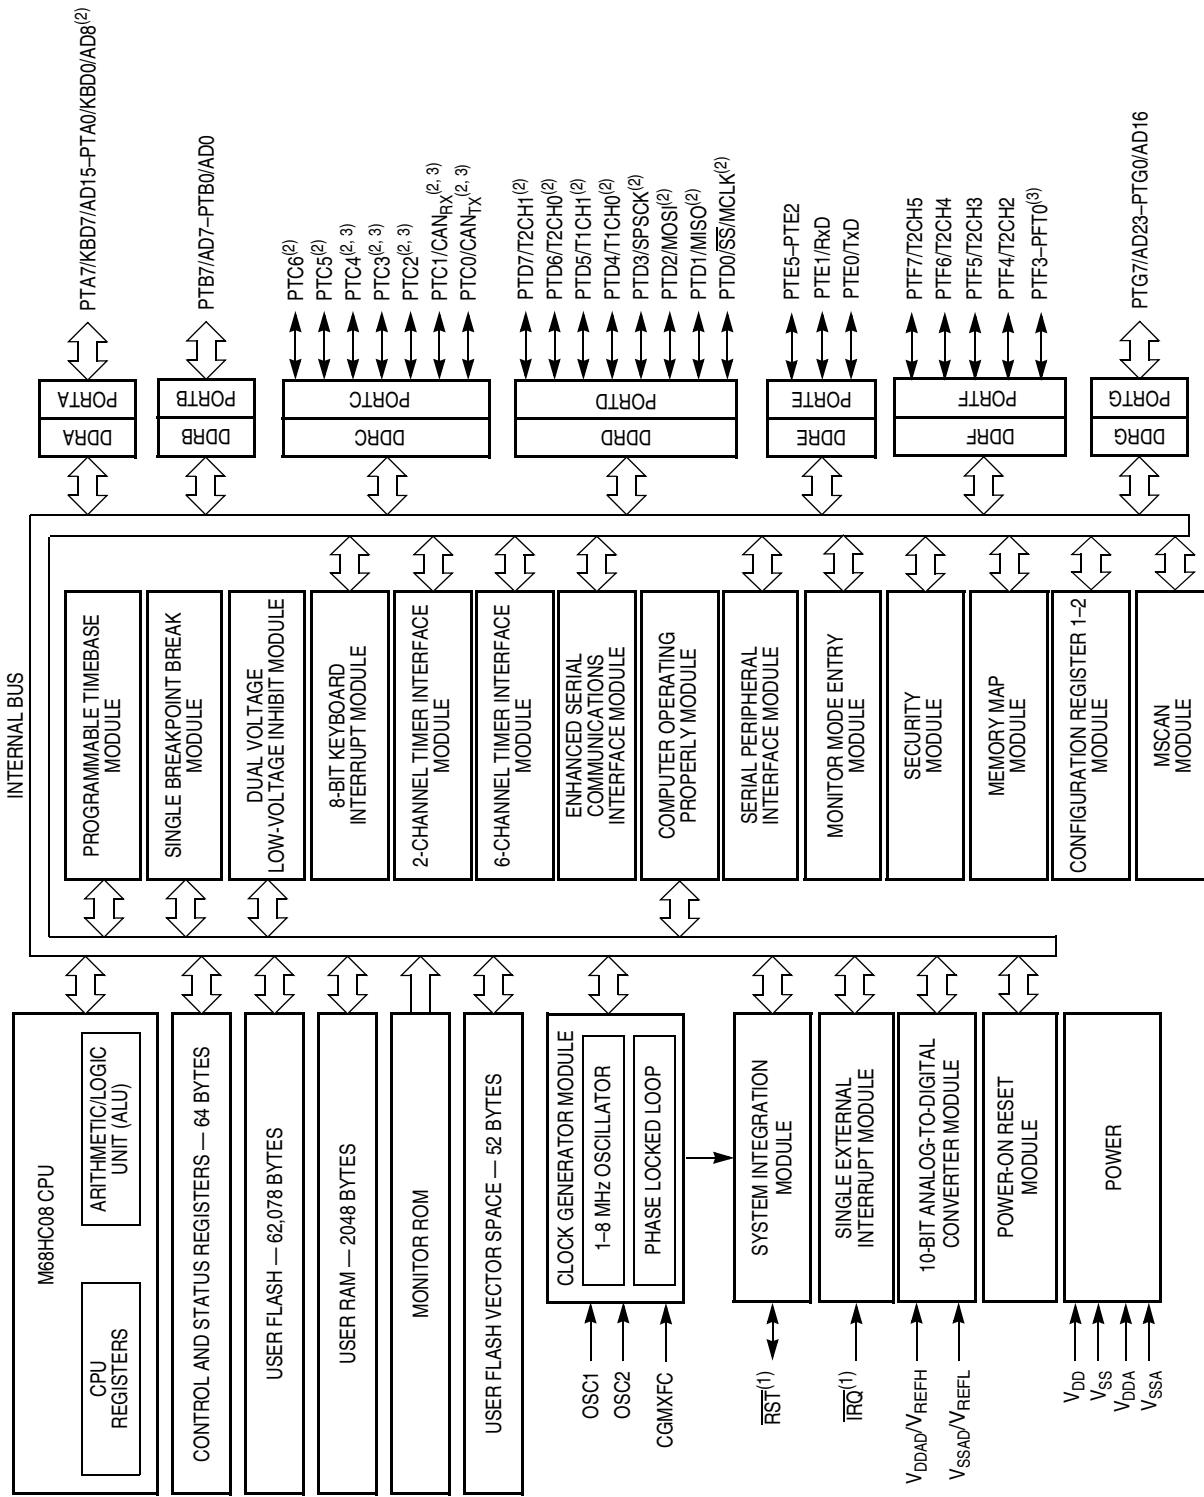 INTERNAL BUS
M68HC08 CPU
CPU
REGISTERS
ARITHMETIC/LOGIC
UNIT (ALU)
CONTROL AND STATUS REGISTERS — 64 BYTES
USER FLASH — 62,078 BYTES
USER RAM — 2048 BYTES
MONITOR ROM
USER FLASH VECTOR SPACE — 52 BYTES
CLOCK GENERATOR MODULE
1–8 MHz OSCILLATOR
PHASE LOCKED LOOP
OSC1
OSC2
CGMXFC
SYSTEM INTEGRATION
MODULE
RST(1)
SINGLE EXTERNAL
INTERRUPT MODULE
IRQ(1)
10-BIT ANALOG-TO-DIGITAL
CONVERTER MODULE
VDDAD/VREFH
VSSAD/VREFL
POWER-ON RESET
MODULE
POWER
VDD
VSS
VDDA
VSSA
PROGRAMMABLE TIMEBASE
MODULE
SINGLE BREAKPOINT BREAK
MODULE
DUAL VOLTAGE
LOW-VOLTAGE INHIBIT MODULE
8-BIT KEYBOARD
INTERRUPT MODULE
2-CHANNEL TIMER INTERFACE
MODULE
6-CHANNEL TIMER INTERFACE
MODULE
ENHANCED SERIAL
COMMUNICATIONS
INTERFACE MODULE
COMPUTER OPERATING
PROPERLY MODULE
SERIAL PERIPHERAL
INTERFACE MODULE
MONITOR MODE ENTRY
MODULE
SECURITY
MODULE
MEMORY MAP
MODULE
CONFIGURATION REGISTER 1–2
MODULE
MSCAN
MODULE
DDRA
PORTA
PTA7/KBD7/AD15–PTA0/KBD0/AD8(2)
DDRB
PORTB
PTB7/AD7–PTB0/AD0
DDRC
PORTC
PTC6(2)
PTC5(2)
PTC4(2, 3)
PTC3(2, 3)
PTC2(2, 3)
PTC1/CANRX(2, 3)
PTC0/CANTX(2, 3)
DDRD
PORTD
PTD7/T2CH1(2)
PTD6/T2CH0(2)
PTD5/T1CH1(2)
PTD4/T1CH0(2)
PTD3/SPSCK(2)
PTD2/MOSI(2)
PTD1/MISO(2)
PTD0/SS/MCLK(2)
DDRE
PORTE
PTE5–PTE2
PTE1/RxD
PTE0/TxD
DDRF
PORTF
PTF7/T2CH5
PTF6/T2CH4
PTF5/T2CH3
PTF4/T2CH2
PTF3–PFT0(3)
DDRG
PORTG
PTG7/AD23–PTG0/AD16